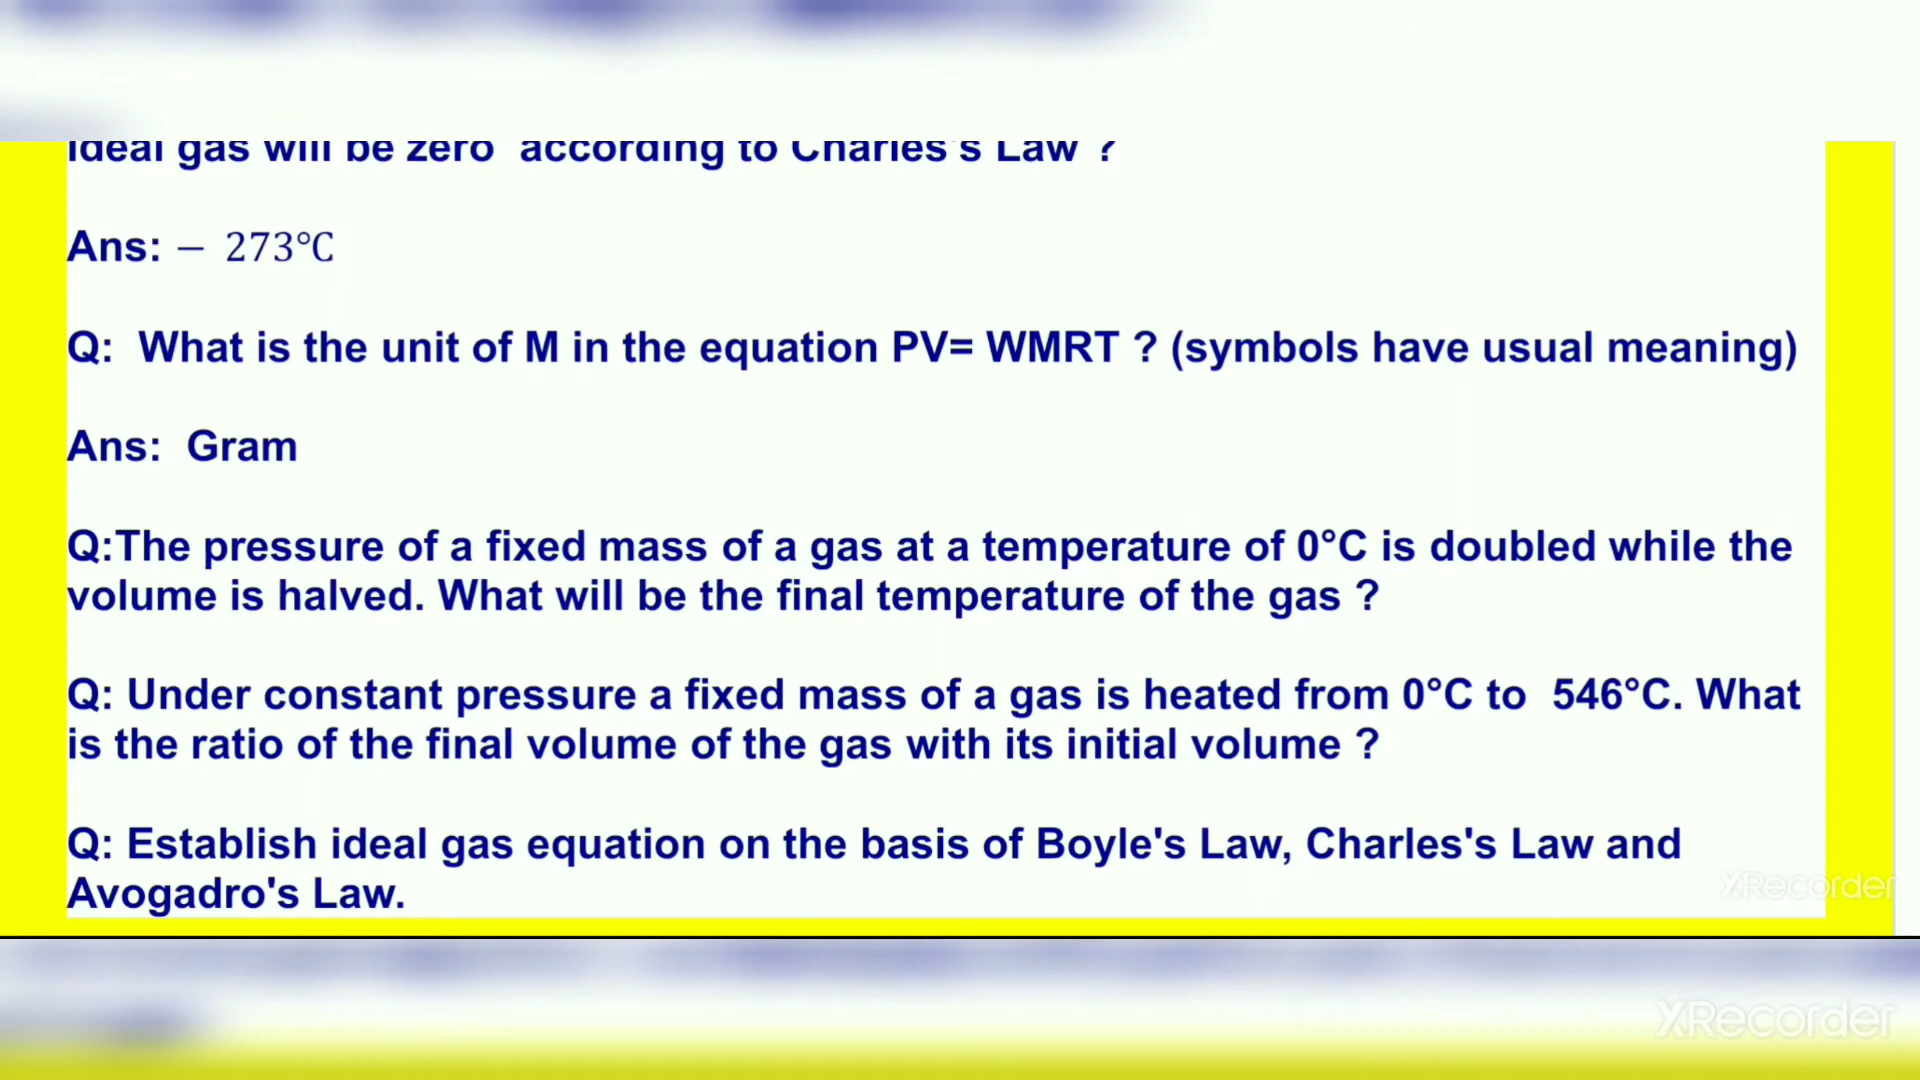 ideal gas will be zero according to Charles's Law ?
Ans: − 273°C
Q: What is the unit of M in the equation PV= WMRT ? (symbols have usual meaning)
Ans: Gram
Q:The pressure of a fixed mass of a gas at a temperature of 0°C is doubled while the
volume is halved. What will be the final temperature of the gas ?
Q: Under constant pressure a fixed mass of a gas is heated from 0°C to 546°C. What
is the ratio of the final volume of the gas with its initial volume ?
Q: Establish ideal gas equation on the basis of Boyle's Law, Charles's Law and
Avogadro's Law.
XRecorder
XRecorder